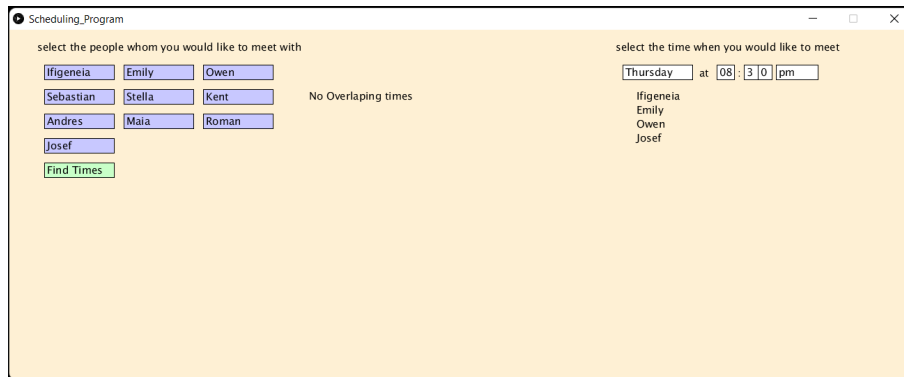 Scheduling_Program
select the people whom you would like to meet with
Ifigeneia Emily Owen
Sebastian Stella Kent
Andres Maia Roman
Josef
Find Times
No Overlaping times
select the time when you would like to meet
Thursday at 08 : 3 0 pm
Ifigeneia
Emily
Owen
Josef